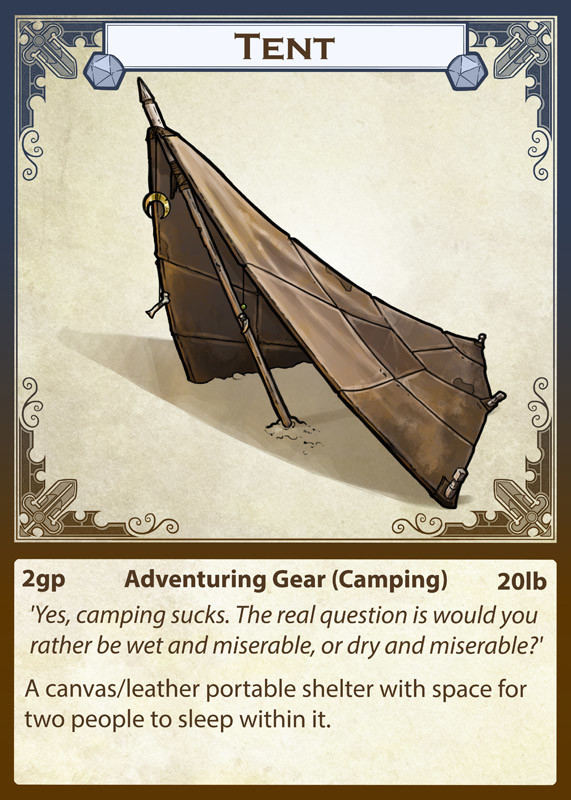 TENT
2gp Adventuring Gear (Camping) 20lb
'Yes, camping sucks. The real question is would you
rather be wet and miserable, or dry and miserable?'
A canvas/leather portable shelter with space for
two people to sleep within it.